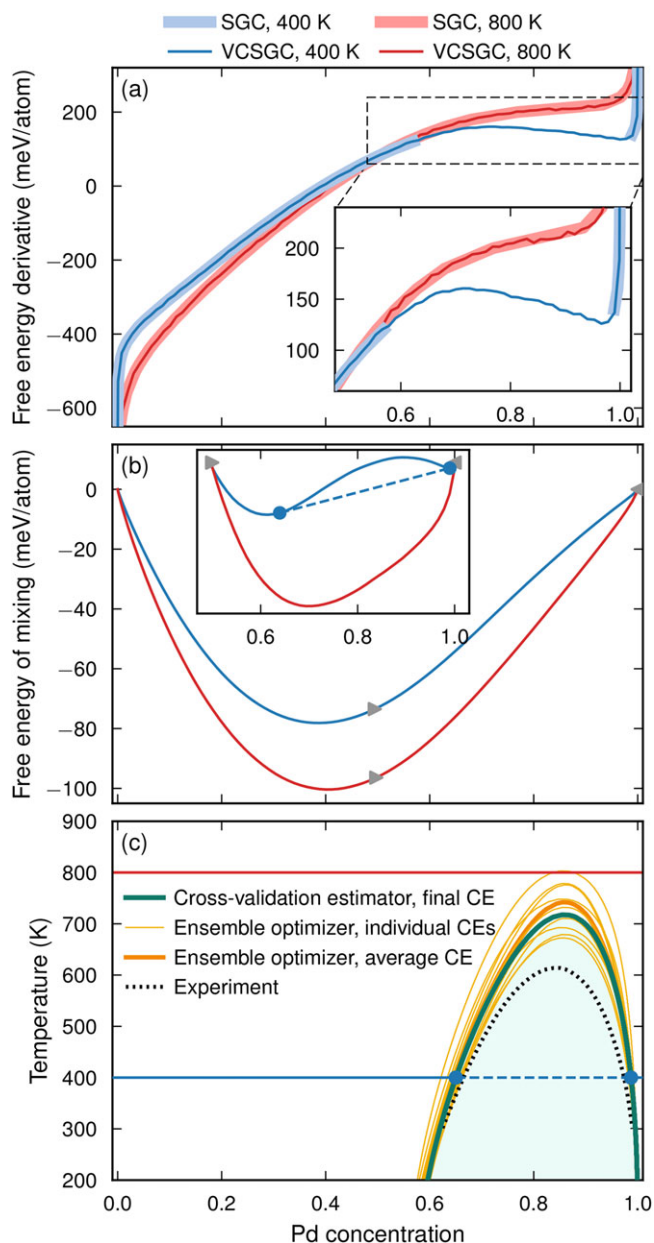 SGC, 400 K SGC, 800 K
VCSGC, 400 K VCSGC, 800 K
(a)
Free energy derivative (meV/atom)
200
0
−200
−400
−600
200
150
100
0.6 0.8 1.0
(b)
Free energy of mixing (meV/atom)
0
−20
−40
−60
−80
−100
0.6 0.8 1.0
(c)
Temperature (K)
900
800
700
600
500
400
300
200
Cross-validation estimator, final CE
Ensemble optimizer, individual CEs
Ensemble optimizer, average CE
Experiment
0.0 0.2 0.4 0.6 0.8 1.0
Pd concentration